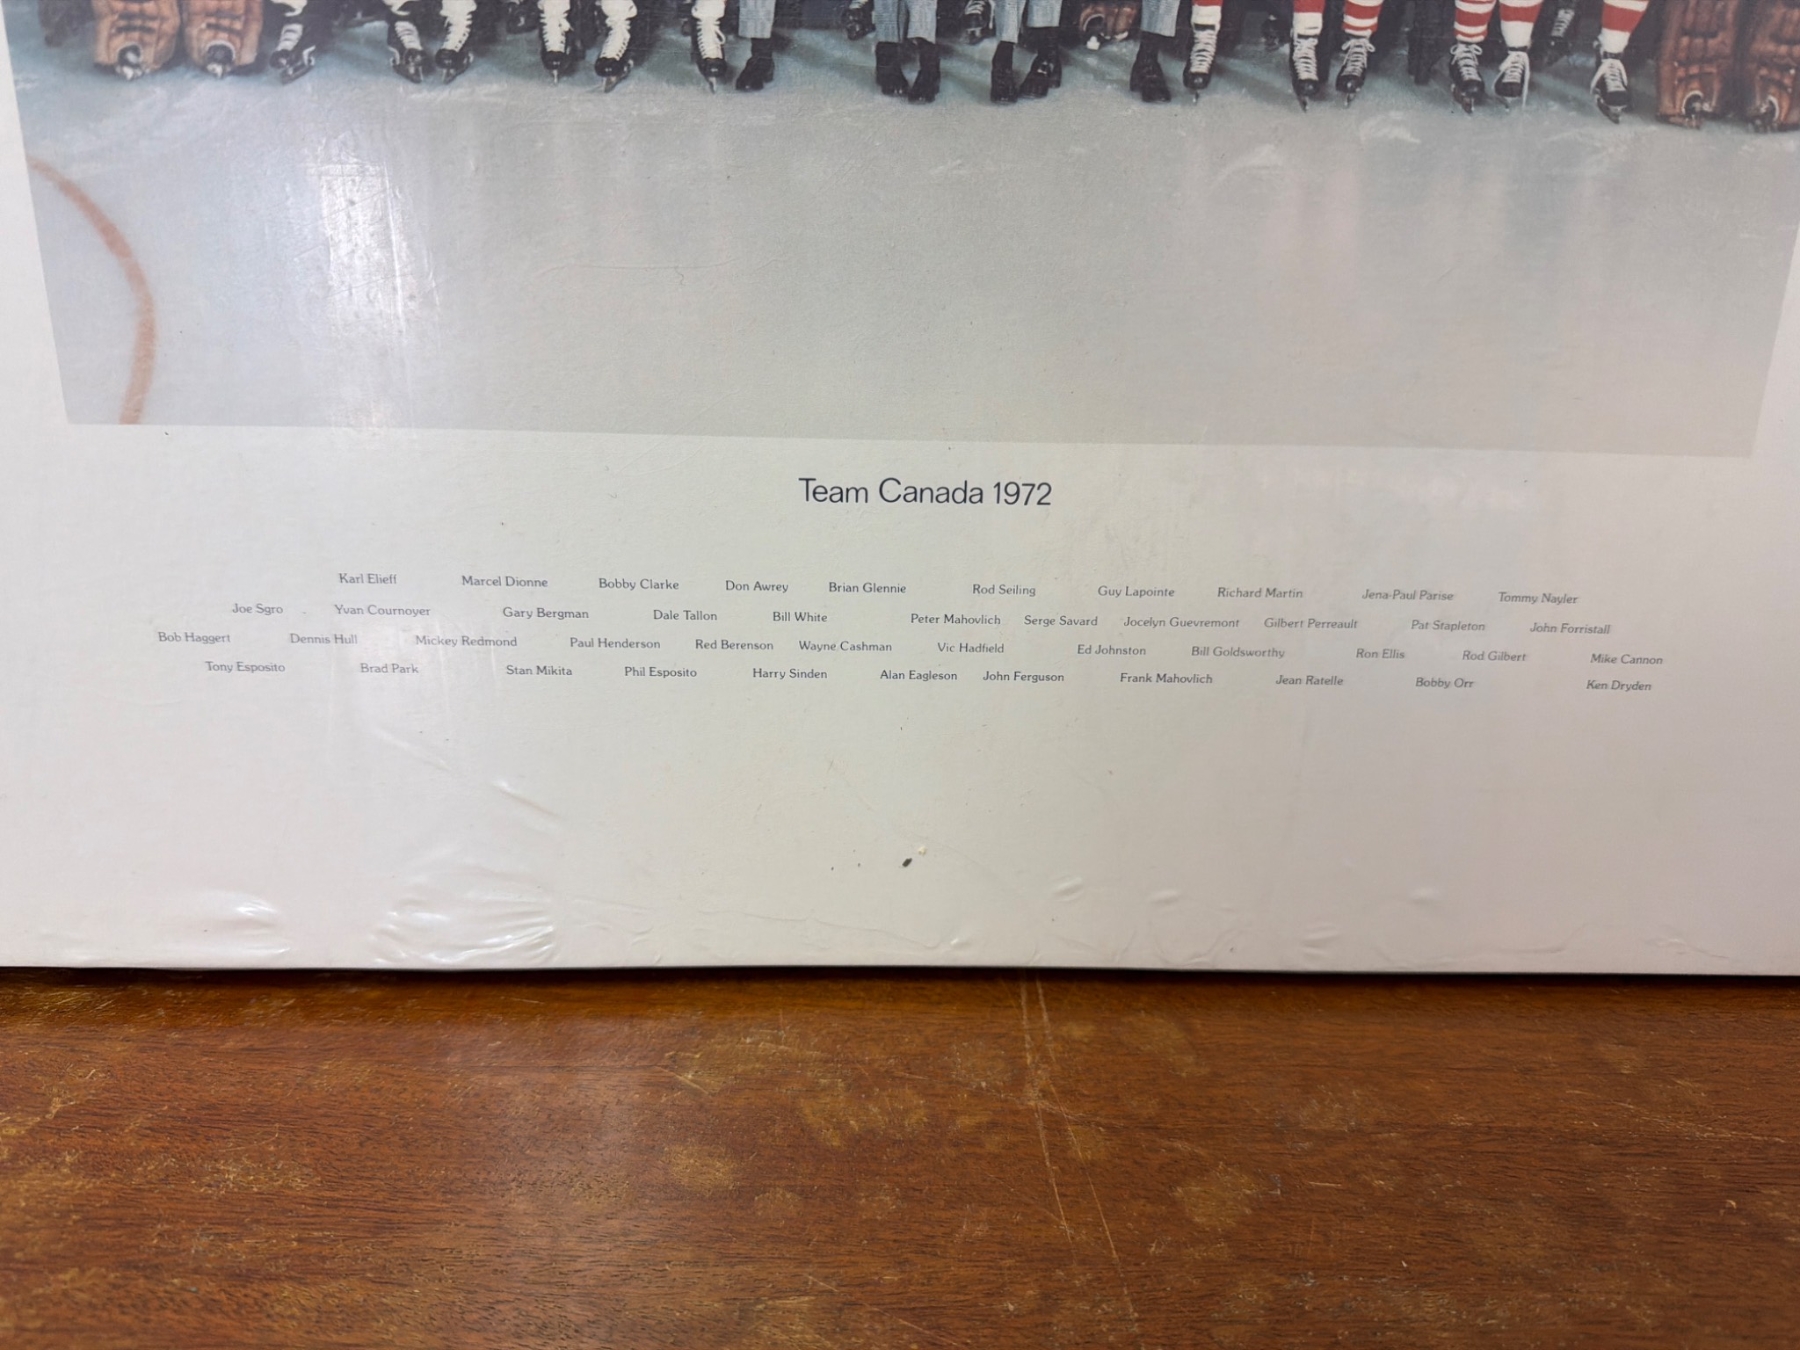 Team Canada 1972
Karl Elieff Marcel Dionne Bobby Clarke Don Awrey Brian Glennie Rod Seiling Guy Lapointe Richard Martin Jena-Paul Parise Tommy Nayler
Joe Sgro Yvan Cournoyer Gary Bergman Dale Tallon Bill White Peter Mahovlich Serge Savard Jocelyn Guevremont Gilbert Perreault Pat Stapleton John Forristall
Bob Haggert Dennis Hull Mickey Redmond Paul Henderson Red Berenson Wayne Cashman Vic Hadfield Ed Johnston Bill Goldsworthy Ron Ellis Rod Gilbert Mike Cannon
Tony Esposito Brad Park Stan Mikita Phil Esposito Harry Sinden Alan Eagleson John Ferguson Frank Mahovlich Jean Ratelle Bobby Orr Ken Dryden